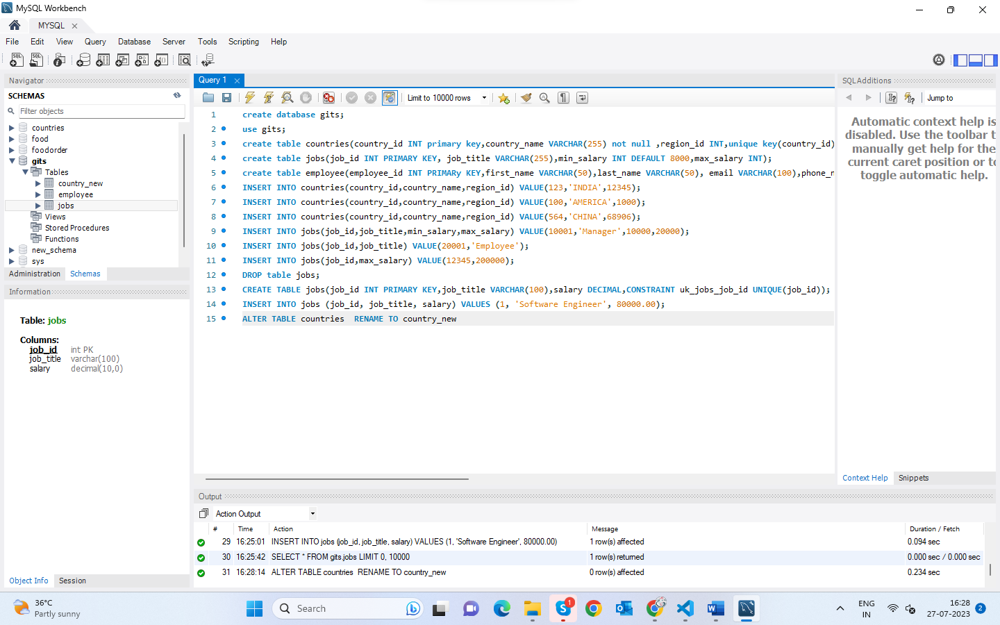 MySQL Workbench
MYSQL
File Edit View Query Database Server Tools Scripting Help
Navigator
SCHEMAS
Filter objects
countries
food
foodorder
gits
Tables
country_new
employee
jobs
Views
Stored Procedures
Functions
new_schema
sys
Administration Schemas
Information
Table: jobs
Columns:
job_id int PK
job_title varchar(100)
salary decimal(10,0)
Object Info Session
Query 1
Limit to 10000 rows
1 create database gits;
2 use gits;
3 create table countries(country_id INT primary key,country_name VARCHAR(255) not null ,region_id INT,unique key(country_id)
4 create table jobs(job_id INT PRIMARY KEY, job_title VARCHAR(255),min_salary INT DEFAULT 8000,max_salary INT);
5 create table employee(employee_id INT PRIMARY KEY,first_name VARCHAR(50),last_name VARCHAR(50), email VARCHAR(100),phone_n
6 INSERT INTO countries(country_id,country_name,region_id) VALUE(123,'INDIA',12345);
7 INSERT INTO countries(country_id,country_name,region_id) VALUE(100,'AMERICA',1000);
8 INSERT INTO countries(country_id,country_name,region_id) VALUE(564,'CHINA',68906);
9 INSERT INTO jobs(job_id,job_title,min_salary,max_salary) VALUE(10001,'Manager',10000,20000);
10 INSERT INTO jobs(job_id,job_title) VALUE(20001,'Employee');
11 INSERT INTO jobs(job_id,max_salary) VALUE(12345,200000);
12 DROP table jobs;
13 CREATE TABLE jobs(job_id INT PRIMARY KEY,job_title VARCHAR(100),salary DECIMAL,CONSTRAINT uk_jobs_job_id UNIQUE(job_id));
14 INSERT INTO jobs (job_id, job_title, salary) VALUES (1, 'Software Engineer', 80000.00);
15 ALTER TABLE countries  RENAME TO country_new
SQLAdditions
Jump to
Automatic context help is
disabled. Use the toolbar t
manually get help for the
current caret position or to
toggle automatic help.
Context Help Snippets
Output
Action Output
# Time Action Message Duration / Fetch
29 16:25:01 INSERT INTO jobs (job_id, job_title, salary) VALUES (1, 'Software Engineer', 80000.00) 1 row(s) affected 0.094 sec
30 16:25:42 SELECT * FROM gits.jobs LIMIT 0, 10000 1 row(s) returned 0.000 sec / 0.000 sec
31 16:28:14 ALTER TABLE countries  RENAME TO country_new 0 row(s) affected 0.234 sec
36°C
Partly sunny
Search
1
ENG
IN
16:28
27-07-2023
2